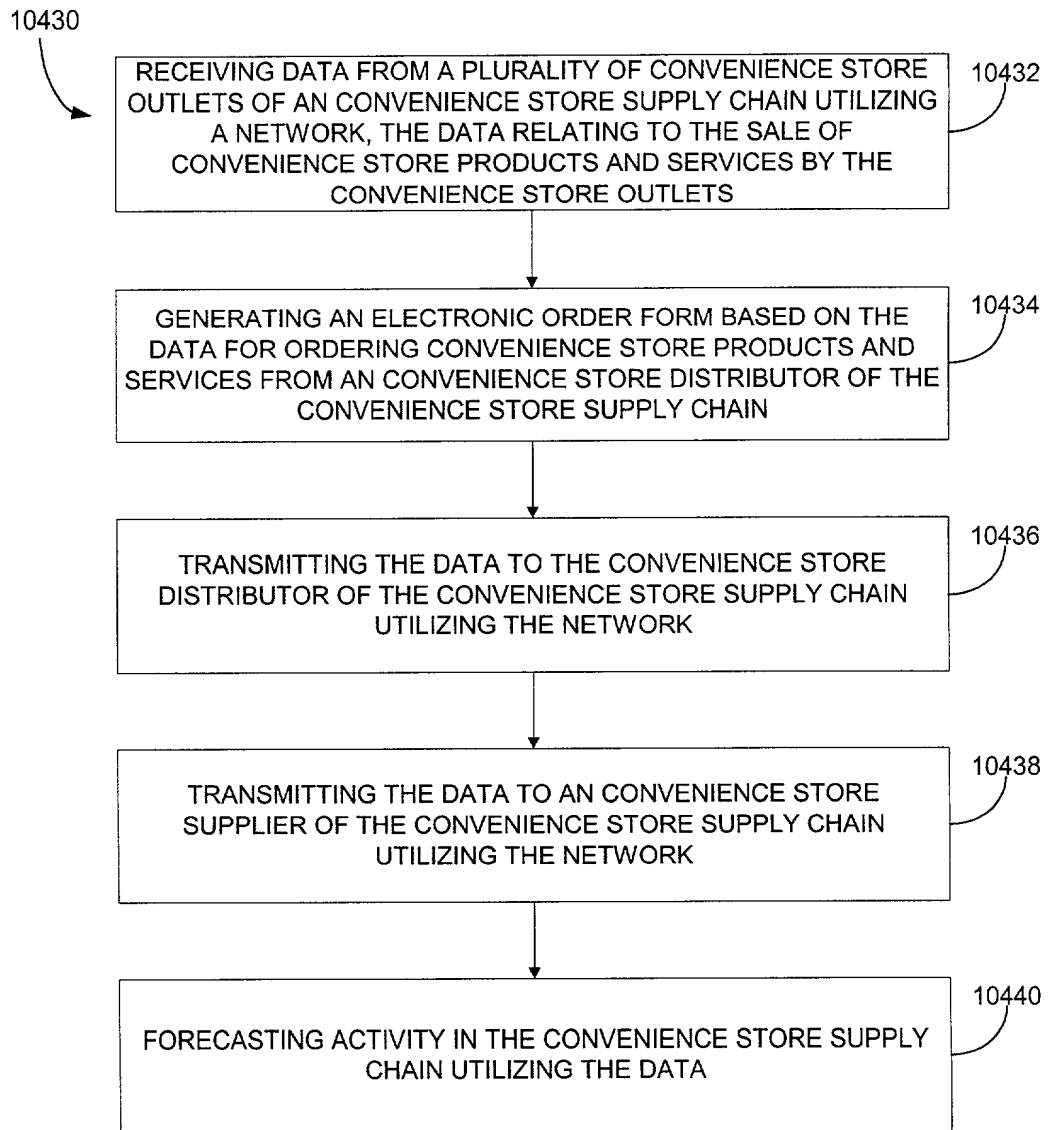 10430
RECEIVING DATA FROM A PLURALITY OF CONVENIENCE STORE
OUTLETS OF AN CONVENIENCE STORE SUPPLY CHAIN UTILIZING
A NETWORK, THE DATA RELATING TO THE SALE OF
CONVENIENCE STORE PRODUCTS AND SERVICES BY THE
CONVENIENCE STORE OUTLETS
10432
GENERATING AN ELECTRONIC ORDER FORM BASED ON THE
DATA FOR ORDERING CONVENIENCE STORE PRODUCTS AND
SERVICES FROM AN CONVENIENCE STORE DISTRIBUTOR OF THE
CONVENIENCE STORE SUPPLY CHAIN
10434
TRANSMITTING THE DATA TO THE CONVENIENCE STORE
DISTRIBUTOR OF THE CONVENIENCE STORE SUPPLY CHAIN
UTILIZING THE NETWORK
10436
TRANSMITTING THE DATA TO AN CONVENIENCE STORE
SUPPLIER OF THE CONVENIENCE STORE SUPPLY CHAIN
UTILIZING THE NETWORK
10438
FORECASTING ACTIVITY IN THE CONVENIENCE STORE SUPPLY
CHAIN UTILIZING THE DATA
10440